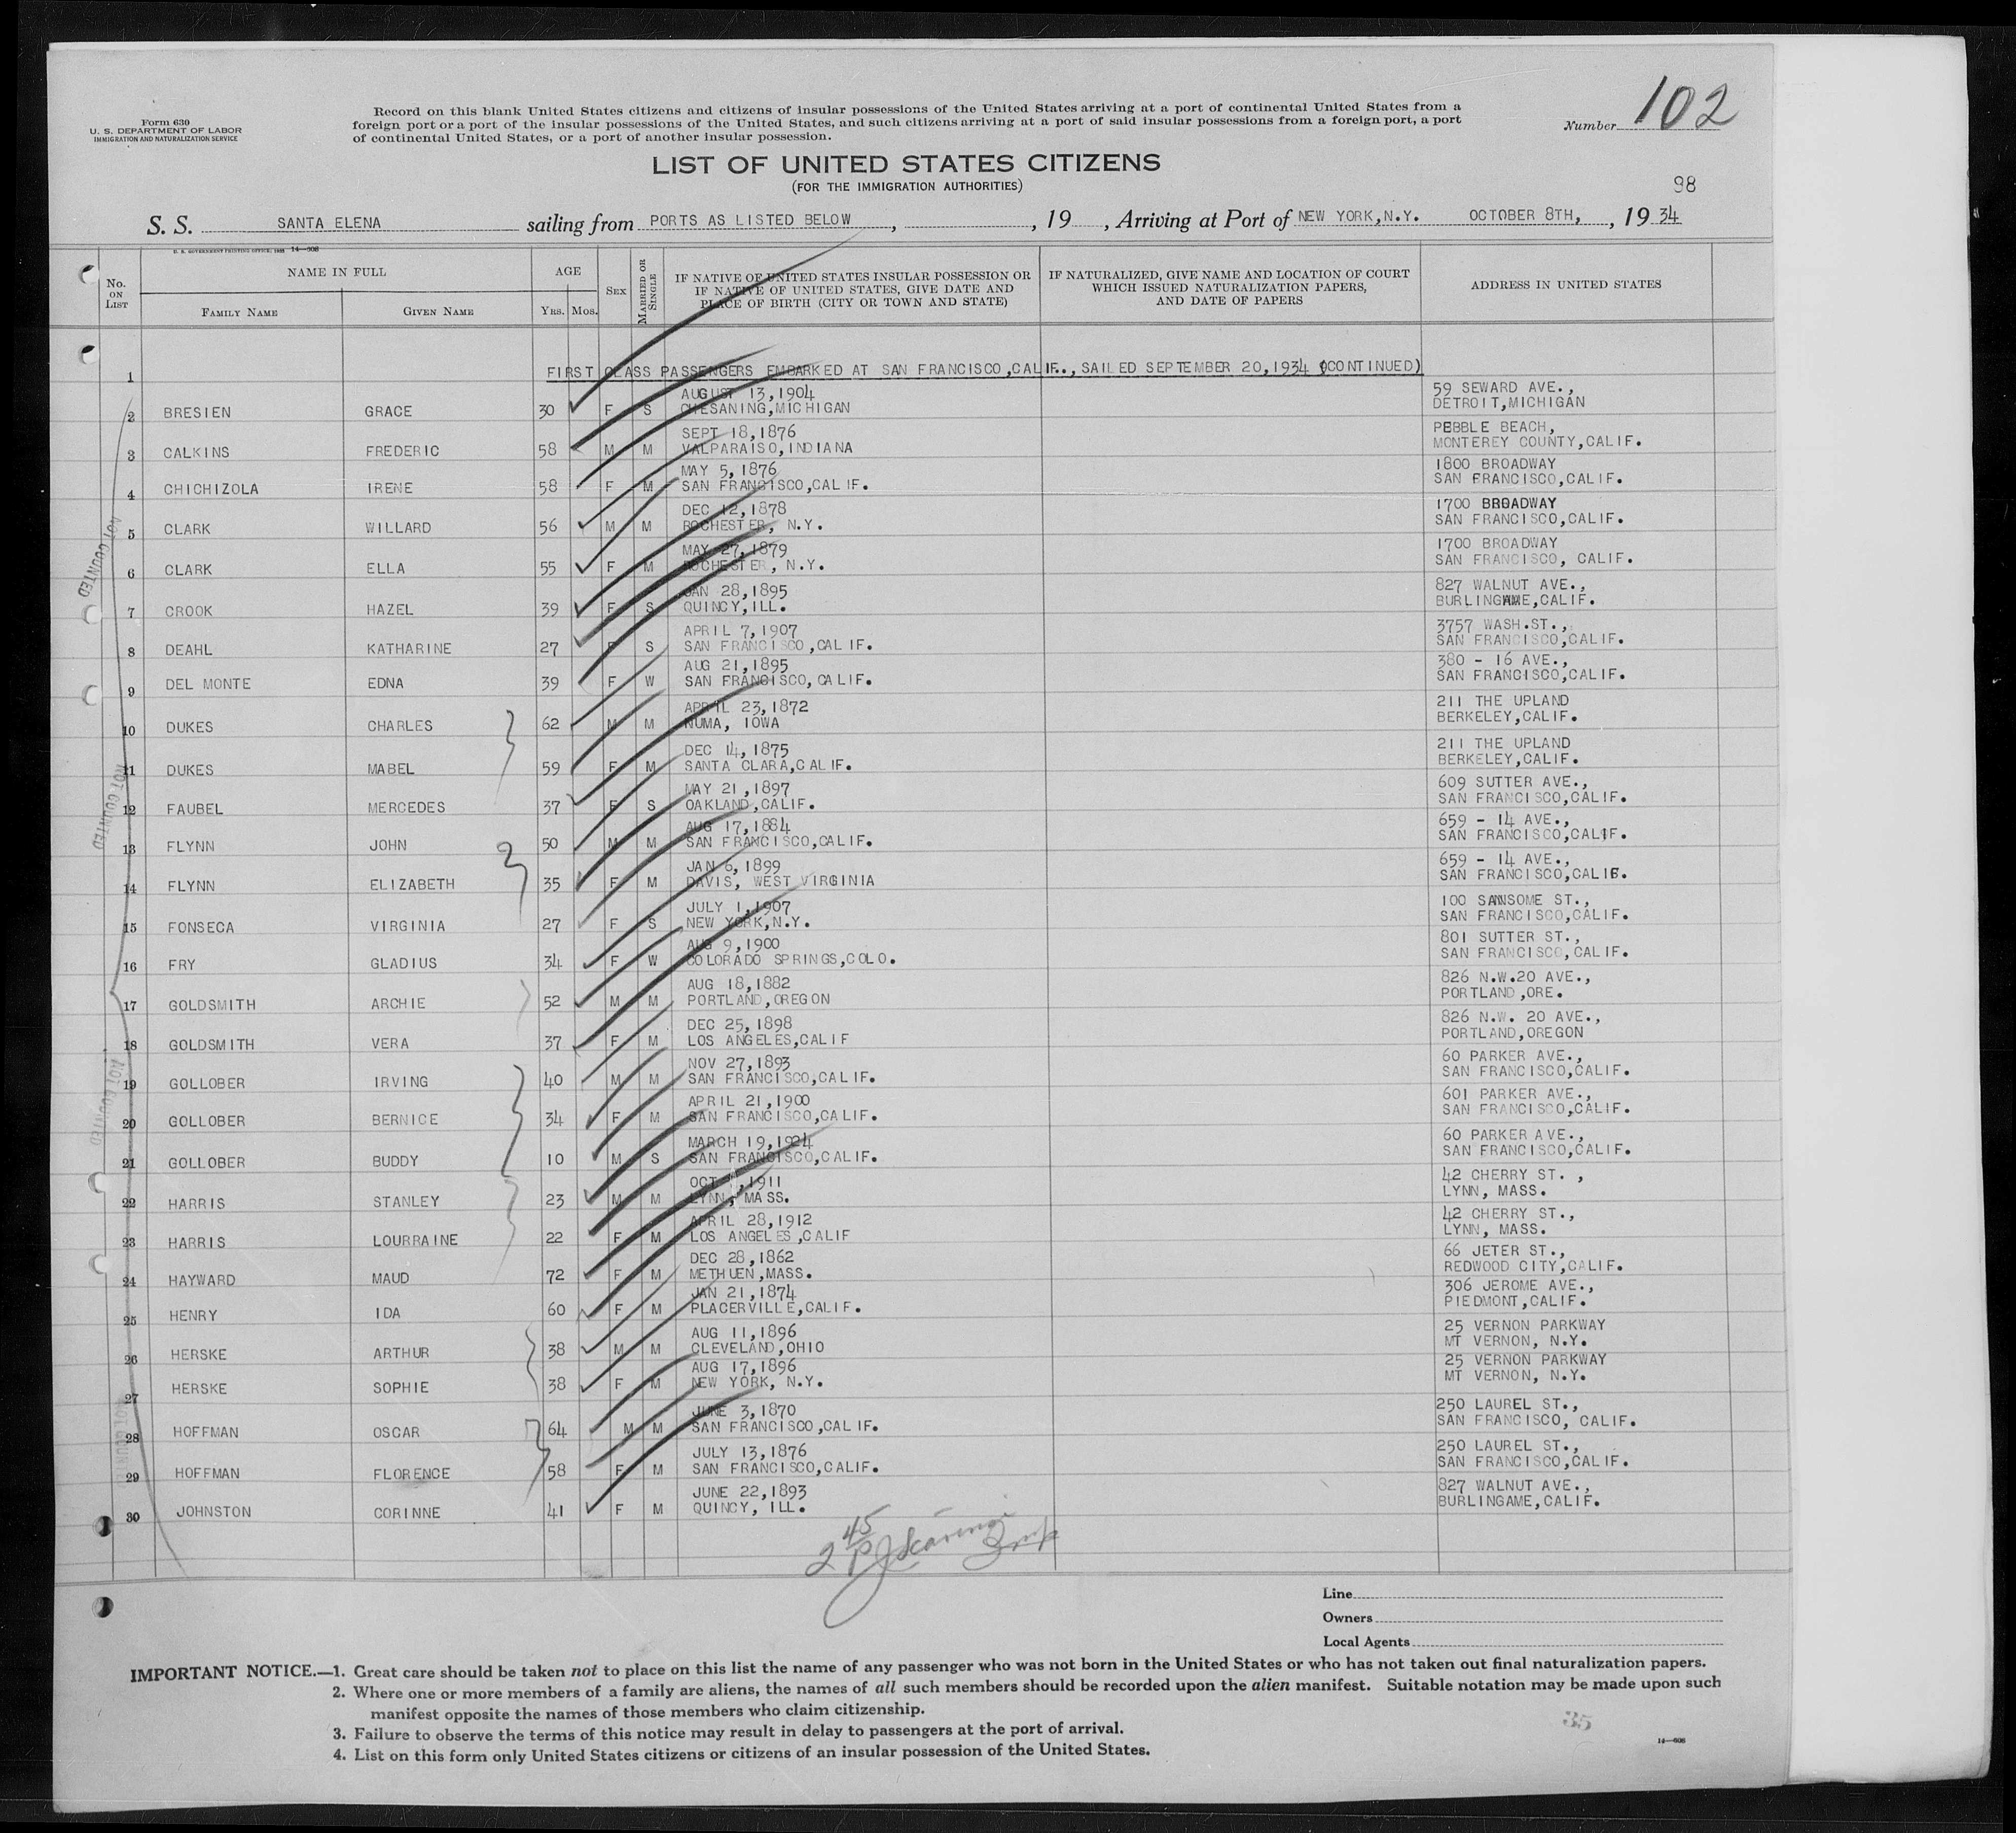 Form 630
U. S. DEPARTMENT OF LABOR
IMMIGRATION AND NATURALIZATION SERVICE
Record on this blank United States citizens and citizens of insular possessions of the United States arriving at a port of continental United States from a
foreign port or a port of the insular possessions of the United States, and such citizens arriving at a port of said insular possessions from a foreign port, a port
of continental United States, or a port of another insular possession.
Number 102
LIST OF UNITED STATES CITIZENS
(FOR THE IMMIGRATION AUTHORITIES)
98
S. S. SANTA ELENA sailing from PORTS AS LISTED BELOW, , 19 , Arriving at Port of NEW YORK,N.Y. OCTOBER 8TH, , 19 34
U. S. GOVERNMENT PRINTING OFFICE, 1933 14—608
No. ON LIST
NAME IN FULL
FAMILY NAME
GIVEN NAME
AGE
YRS. MOS.
SEX
MARRIED OR SINGLE
IF NATIVE OF UNITED STATES INSULAR POSSESSION OR
IF NATIVE OF UNITED STATES, GIVE DATE AND
PLACE OF BIRTH (CITY OR TOWN AND STATE)
IF NATURALIZED, GIVE NAME AND LOCATION OF COURT
WHICH ISSUED NATURALIZATION PAPERS,
AND DATE OF PAPERS
ADDRESS IN UNITED STATES
1 FIRST CLASS PASSENGERS EMBARKED AT SAN FRANCISCO,CALIF., SAILED SEPTEMBER 20,1934 (CONTINUED)
AUGUST 13,1904 59 SEWARD AVE.,
2 BRESIEN GRACE 30 F S CHESANING,MICHIGAN DETROIT,MICHIGAN
SEPT 18,1876 PEBBLE BEACH,
3 CALKINS FREDERIC 58 M M VALPARAISO,INDIANA MONTEREY COUNTY,CALIF.
MAY 5,1876 1800 BROADWAY
4 CHICHIZOLA IRENE 58 F M SAN FRANCISCO,CALIF. SAN FRANCISCO,CALIF.
DEC 12,1878 1700 BROADWAY
5 CLARK WILLARD 56 M M ROCHESTER, N.Y. SAN FRANCISCO,CALIF.
MAY 27,1879 1700 BROADWAY
6 CLARK ELLA 55 F M ROCHESTER, N.Y. SAN FRANCISCO, CALIF.
JAN 28,1895 827 WALNUT AVE.,
7 CROOK HAZEL 39 F S QUINCY,ILL. BURLINGAME,CALIF.
APRIL 7,1907 3757 WASH.ST.,
8 DEAHL KATHARINE 27 F S SAN FRANCISCO,CALIF. SAN FRANCISCO,CALIF.
AUG 21,1895 380 - 16 AVE.,
9 DEL MONTE EDNA 39 F W SAN FRANCISCO,CALIF. SAN FRANCISCO,CALIF.
APRIL 23,1872 211 THE UPLAND
10 DUKES CHARLES 62 M M NUMA, IOWA BERKELEY,CALIF.
DEC 14,1875 211 THE UPLAND
11 DUKES MABEL 59 F M SANTA CLARA,CALIF. BERKELEY,CALIF.
MAY 21,1897 609 SUTTER AVE.,
12 FAUBEL MERCEDES 37 F S OAKLAND,CALIF. SAN FRANCISCO,CALIF.
AUG 17,1884 659 - 14 AVE.,
13 FLYNN JOHN 50 M M SAN FRANCISCO,CALIF. SAN FRANCISCO,CALIF.
JAN 6,1899 659 - 14 AVE.,
14 FLYNN ELIZABETH 35 F M DAVIS, WEST VIRGINIA SAN FRANCISCO,CALIF.
JULY 1,1907 100 SANSOME ST.,
15 FONSECA VIRGINIA 27 F S NEW YORK,N.Y. SAN FRANCISCO,CALIF.
AUG 9,1900 801 SUTTER ST.,
16 FRY GLADIUS 34 F W COLORADO SPRINGS,COLO. SAN FRANCISCO,CALIF.
AUG 18,1882 826 N.W.20 AVE.,
17 GOLDSMITH ARCHIE 52 M M PORTLAND,OREGON PORTLAND,ORE.
DEC 25,1898 826 N.W. 20 AVE.,
18 GOLDSMITH VERA 37 F M LOS ANGELES,CALIF PORTLAND,OREGON
NOV 27,1893 60 PARKER AVE.,
19 GOLLOBER IRVING 40 M M SAN FRANCISCO,CALIF. SAN FRANCISCO,CALIF.
APRIL 21,1900 601 PARKER AVE.,
20 GOLLOBER BERNICE 34 F M SAN FRANCISCO,CALIF. SAN FRANCISCO,CALIF.
MARCH 19,1924 60 PARKER AVE.,
21 GOLLOBER BUDDY 10 M S SAN FRANCISCO,CALIF. SAN FRANCISCO,CALIF.
OCT ,1911 42 CHERRY ST.,
22 HARRIS STANLEY 23 M M LYNN, MASS. LYNN, MASS.
APRIL 28,1912 42 CHERRY ST.,
23 HARRIS LOURRAINE 22 F M LOS ANGELES,CALIF LYNN, MASS.
DEC 28,1862 66 JETER ST.,
24 HAYWARD MAUD 72 F M METHUEN,MASS. REDWOOD CITY,CALIF.
JAN 21,1874 306 JEROME AVE.,
25 HENRY IDA 60 F M PLACERVILLE,CALIF. PIEDMONT,CALIF.
AUG 11,1896 25 VERNON PARKWAY
26 HERSKE ARTHUR 38 M M CLEVELAND,OHIO MT VERNON, N.Y.
AUG 17,1896 25 VERNON PARKWAY
27 HERSKE SOPHIE 38 F M NEW YORK, N.Y. MT VERNON, N.Y.
JUNE 3,1870 250 LAUREL ST.,
28 HOFFMAN OSCAR 64 M M SAN FRANCISCO,CALIF. SAN FRANCISCO, CALIF.
JULY 13,1876 250 LAUREL ST.,
29 HOFFMAN FLORENCE 58 F M SAN FRANCISCO,CALIF. SAN FRANCISCO,CALIF.
JUNE 22,1893 827 WALNUT AVE.,
30 JOHNSTON CORINNE 41 F M QUINCY, ILL. BURLINGAME,CALIF.
NOT COUNTED
NOT COUNTED
NOT COUNTED
NOT COUNTED
2 45 P
Line
Owners
Local Agents
IMPORTANT NOTICE.—1. Great care should be taken not to place on this list the name of any passenger who was not born in the United States or who has not taken out final naturalization papers.
2. Where one or more members of a family are aliens, the names of all such members should be recorded upon the alien manifest. Suitable notation may be made upon such
manifest opposite the names of those members who claim citizenship.
3. Failure to observe the terms of this notice may result in delay to passengers at the port of arrival.
4. List on this form only United States citizens or citizens of an insular possession of the United States.
35
14—608